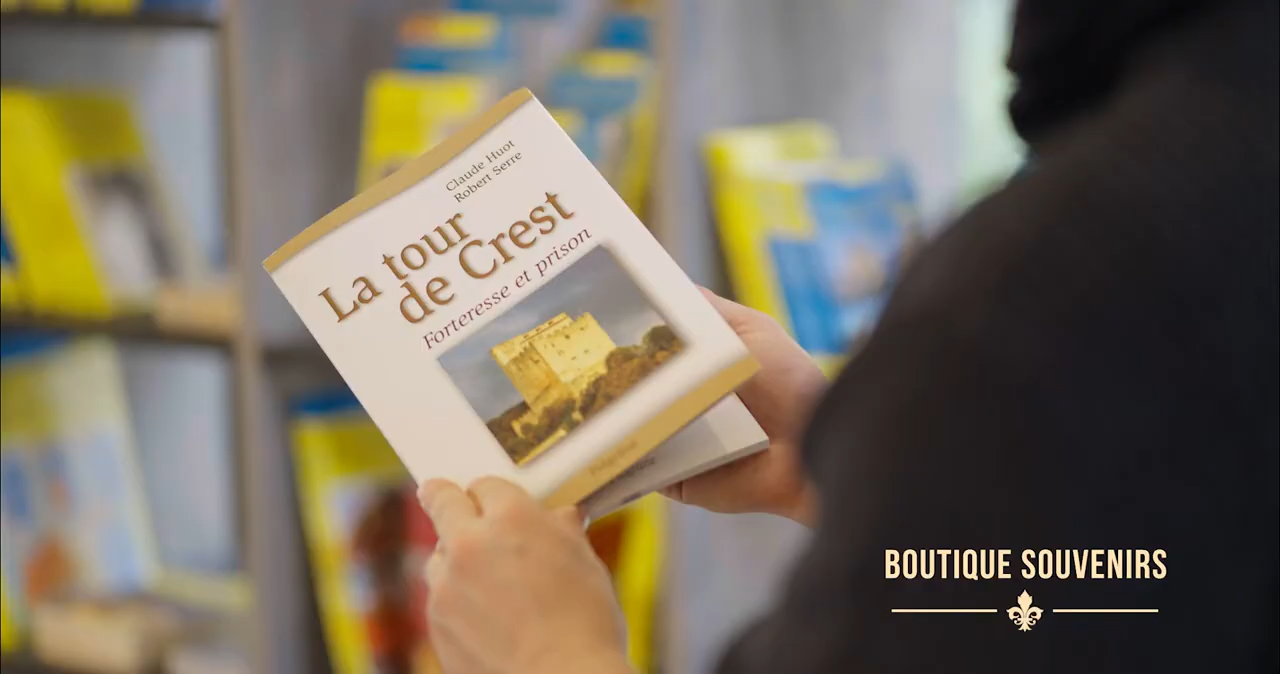 Claude Huot
Robert Serre
La tour
de Crest
Forteresse et prison
BOUTIQUE SOUVENIRS